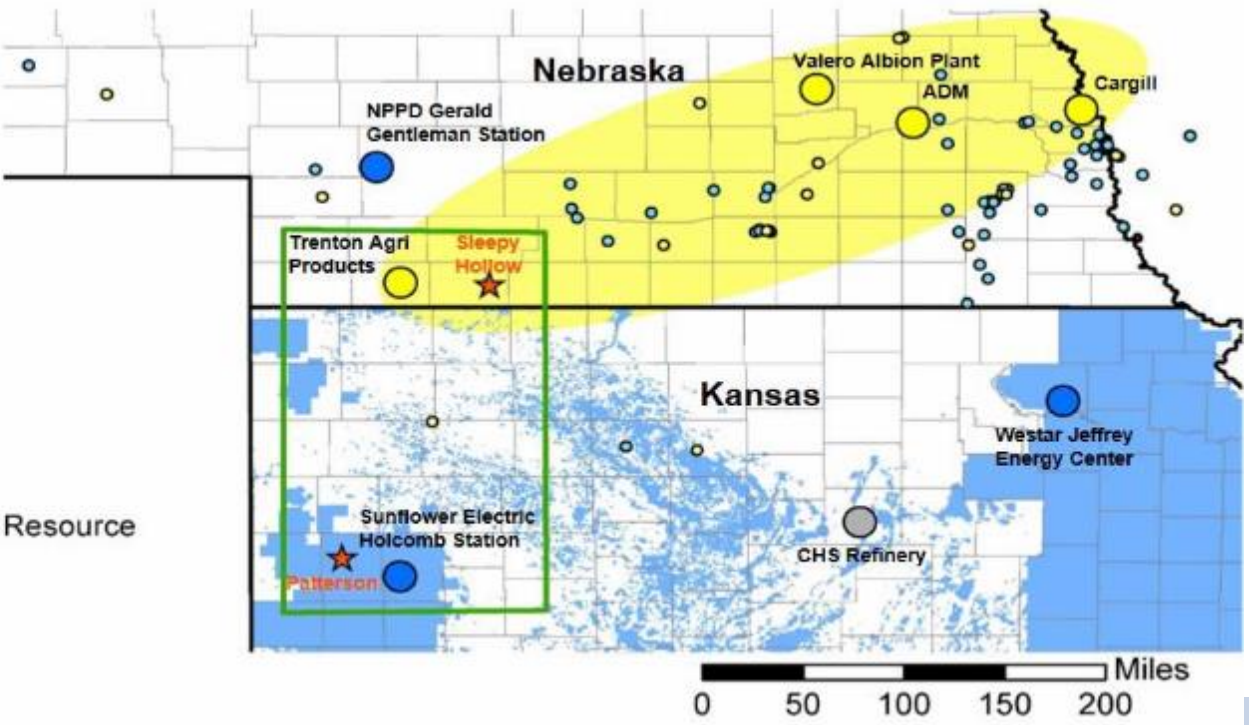 Nebraska
Valero Albion Plant
ADM
Cargill
NPPD Gerald
Gentleman Station
Trenton Agri
Products
Sleepy
Hollow
Kansas
Westar Jeffrey
Energy Center
Resource
Sunflower Electric
Holcomb Station
Patterson
CHS Refinery
Miles
0 50 100 150 200